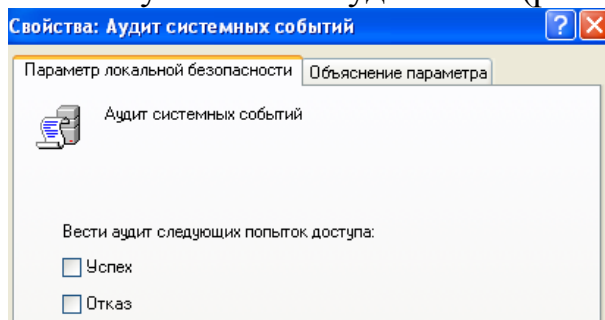 Свойства: Аудит системных событий
Параметр локальной безопасности Объяснение параметра
Аудит системных событий
Вести аудит следующих попыток доступа:
Успех
Отказ